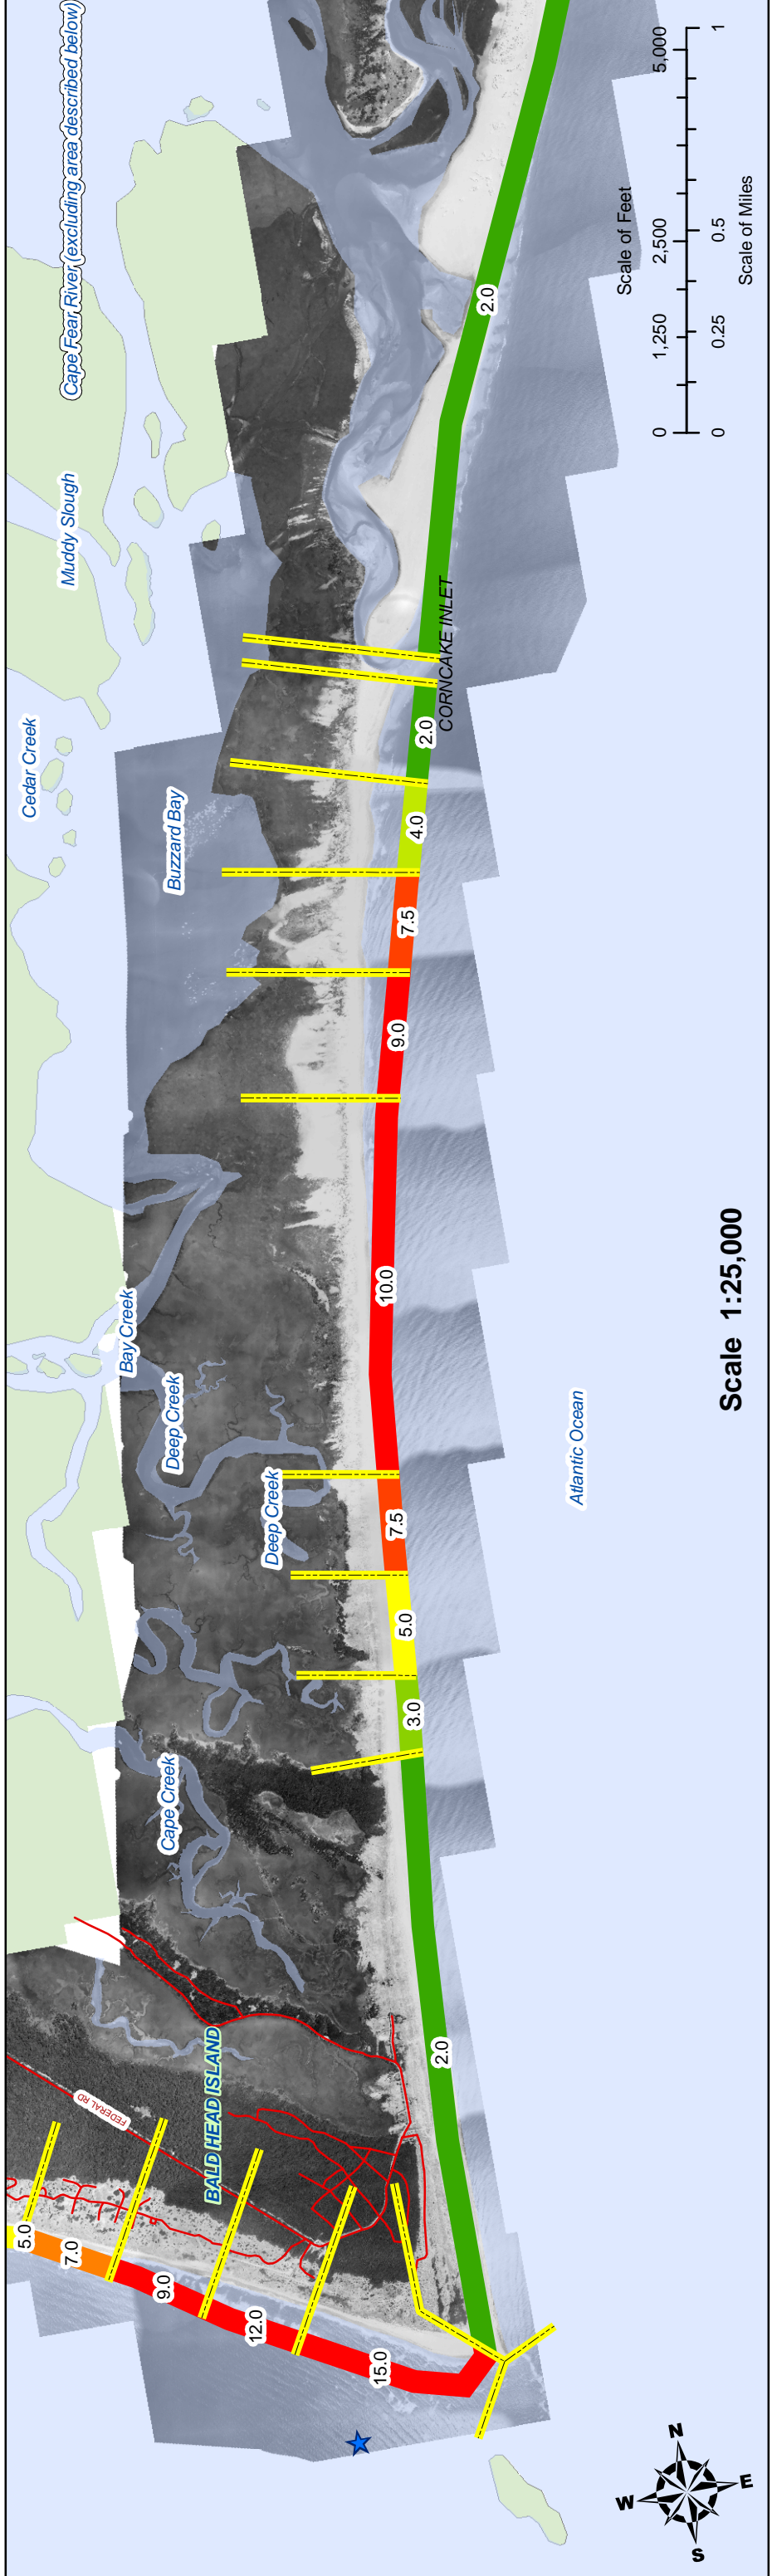 Cape Fear River (excluding area described below)
Muddy Slough
Cedar Creek
Buzzard Bay
Bay Creek
Deep Creek
Deep Creek
Cape Creek
BALD HEAD ISLAND
FEDERAL RD
CORNCAKE INLET
Atlantic Ocean
2.0
2.0
4.0
7.5
9.0
10.0
7.5
5.0
3.0
2.0
15.0
12.0
9.0
7.0
5.0
Scale of Feet
0 1,250 2,500 5,000
0 0.25 0.5 1
Scale of Miles
Scale 1:25,000
N
E
S
W